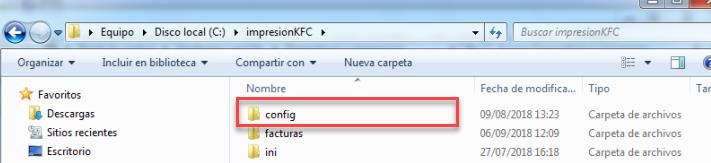 Equipo ▸ Disco local (C:) ▸ impresionKFC ▸
Buscar impresionKFC
Organizar Incluir en biblioteca Compartir con Nueva carpeta
Favoritos
Descargas
Sitios recientes
Escritorio
Nombre Fecha de modifica... Tipo
config 09/08/2018 13:23 Carpeta de archivos
facturas 06/09/2018 12:09 Carpeta de archivos
ini 27/07/2018 16:18 Carpeta de archivos